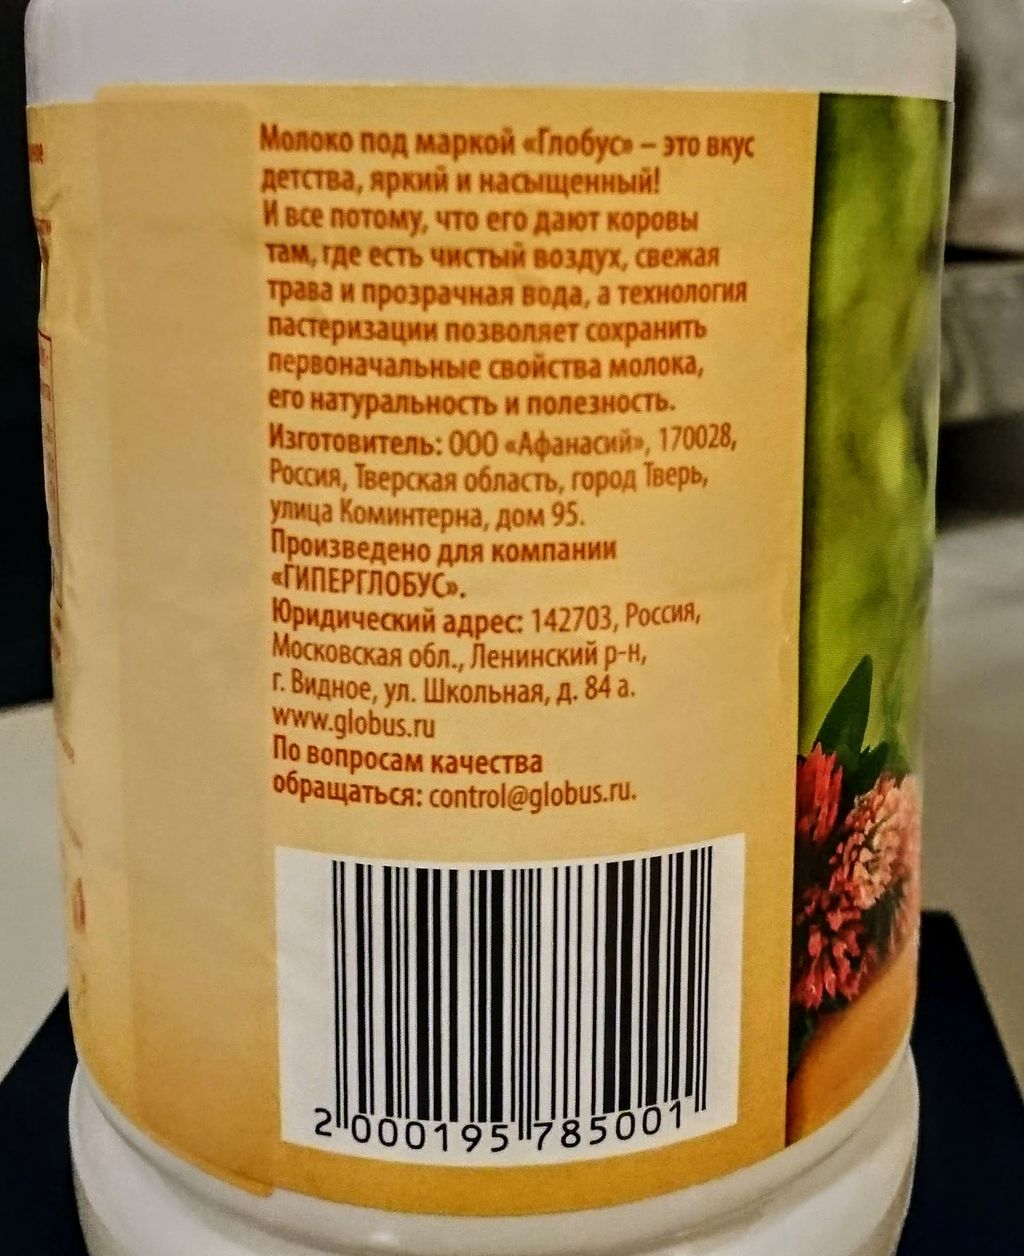 Молоко под маркой «Глобус» – это вкус
детства, яркий и насыщенный!
И все потому, что его дают коровы
там, где есть чистый воздух, свежая
трава и прозрачная вода, а технология
пастеризации позволяет сохранить
первоначальные свойства молока,
его натуральность и полезность.
Изготовитель: ООО «Афанасий», 170028,
Россия, Тверская область, город Тверь,
улица Коминтерна, дом 95.
Произведено для компании
«ГИПЕРГЛОБУС».
Юридический адрес: 142703, Россия,
Московская обл., Ленинский р-н,
г. Видное, ул. Школьная, д. 84 а.
www.globus.ru
По вопросам качества
обращаться: control@globus.ru.
2 000195 785001